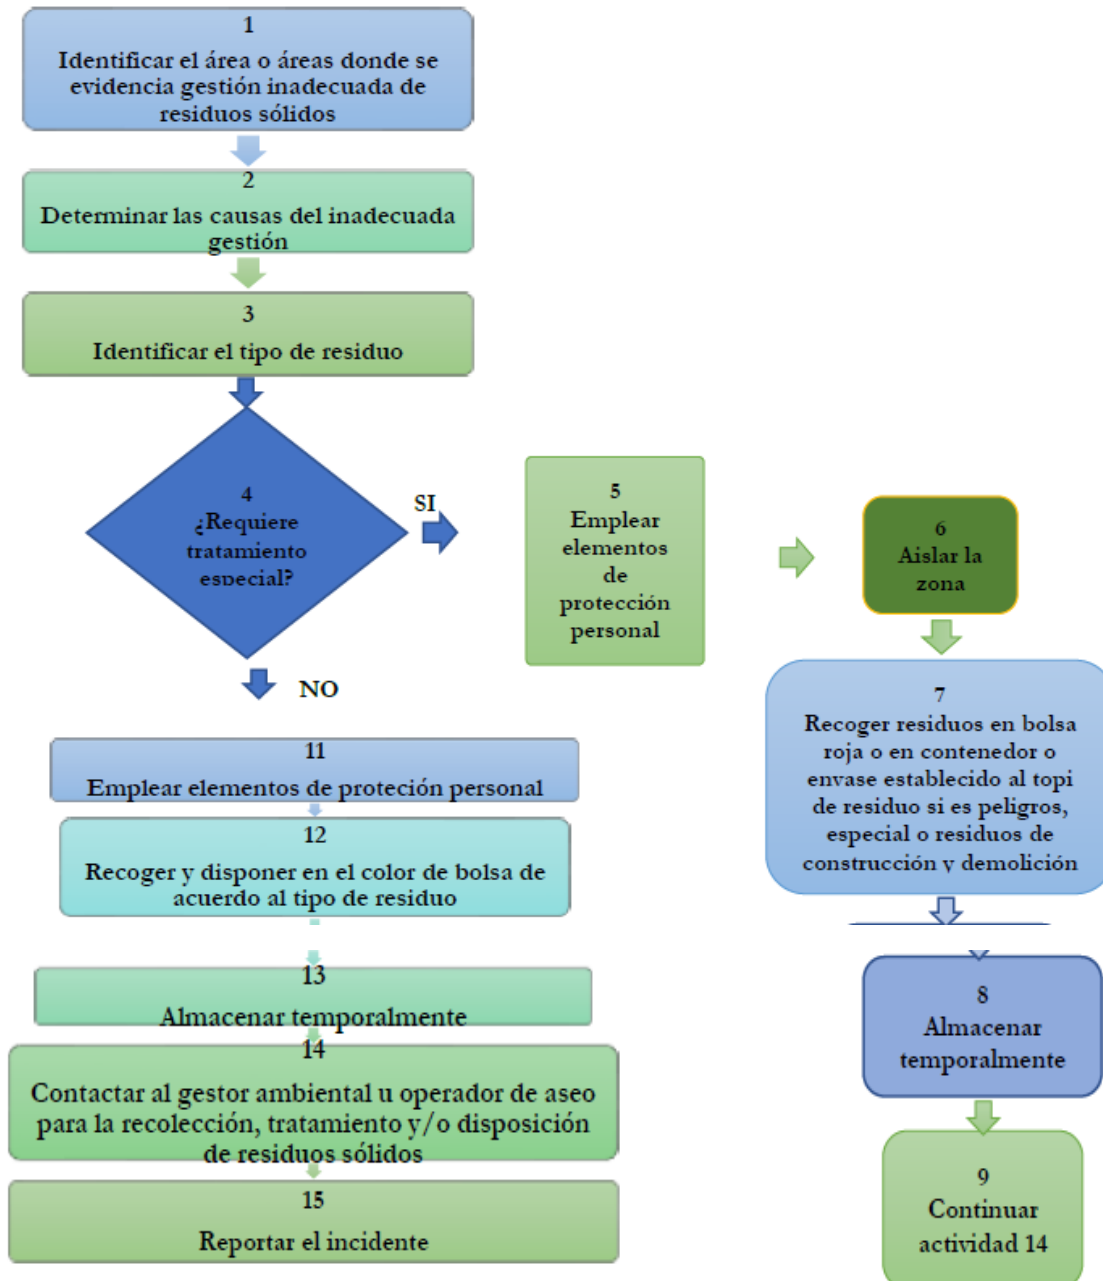 1
Identificar el área o áreas donde se
evidencia gestión inadecuada de
residuos sólidos
2
Determinar las causas del inadecuada
gestión
3
Identificar el tipo de residuo
4
¿Requiere
tratamiento
especial?
SI
5
Emplear
elementos
de
protección
personal
6
Aislar la
zona
7
Recoger residuos en bolsa
roja o en contenedor o
envase establecido al topi
de residuo si es peligros,
especial o residuos de
construcción y demolición
8
Almacenar
temporalmente
9
Continuar
actividad 14
NO
11
Emplear elementos de proteción personal
12
Recoger y disponer en el color de bolsa de
acuerdo al tipo de residuo
13
Almacenar temporalmente
14
Contactar al gestor ambiental u operador de aseo
para la recolección, tratamiento y/o disposición
de residuos sólidos
15
Reportar el incidente